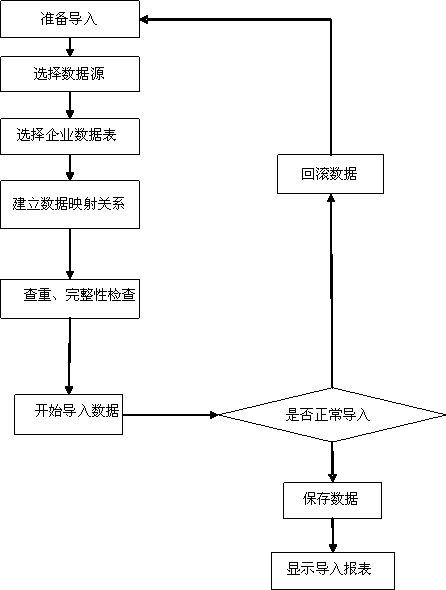 准备导入
选择数据源
选择企业数据表
建立数据映射关系
查重、完整性检查
开始导入数据
是否正常导入
回滚数据
保存数据
显示导入报表